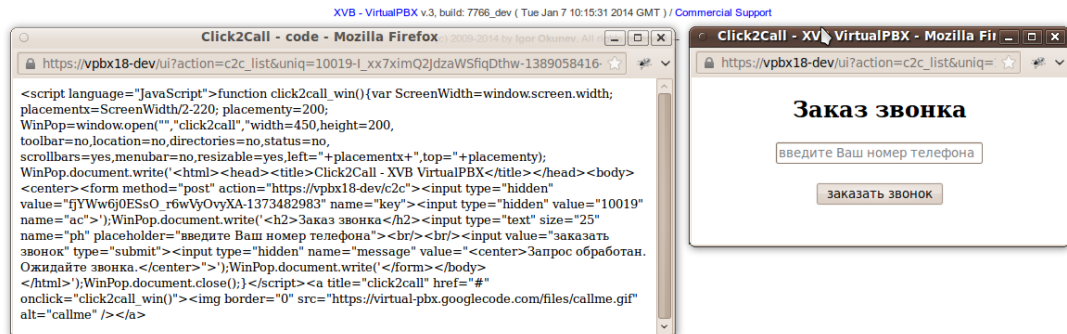 XVB - VirtualPBX v.3, build: 7766_dev ( Tue Jan 7 10:15:31 2014 GMT ) / Commercial Support
Click2Call - code - Mozilla Firefox
2009-2014 by Igor Okunev. All
https://vpbx18-dev/ui?action=c2c_list&uniq=10019-I_xx7ximQ2JdzaWSfiqDthw-1389058416-
<script language="JavaScript">function click2call_win(){var ScreenWidth=window.screen.width;
placementx=ScreenWidth/2-220; placementy=200;
WinPop=window.open("","click2call","width=450,height=200,
toolbar=no,location=no,directories=no,status=no,
scrollbars=yes,menubar=no,resizable=yes,left="+placementx+",top="+placementy);
WinPop.document.write('<html><head><title>Click2Call - XVB VirtualPBX</title></head><body>
<center><form method="post" action="https://vpbx18-dev/c2c"><input type="hidden"
value="fjYWw6j0ESsO_r6wVyOvyXA-1373482983" name="key"><input type="hidden" value="10019"
name="ac">');WinPop.document.write('<h2>Заказ звонка</h2><input type="text" size="25"
name="ph" placeholder="введите Ваш номер телефона"><br/><br/><input value="заказать
звонок" type="submit"><input type="hidden" name="message" value="<center>Запрос обработан.
Ожидайте звонка.</center>">');WinPop.document.write('</form></body>
</html>');WinPop.document.close();}</script><a title="click2call" href="#"
onclick="click2call_win()"><img border="0" src="https://virtual-pbx.googlecode.com/files/callme.gif"
alt="callme" /></a>
Click2Call - XVB VirtualPBX - Mozilla Fir
https://vpbx18-dev/ui?action=c2c_list&uniq=
Заказ звонка
введите Ваш номер телефона
заказать звонок